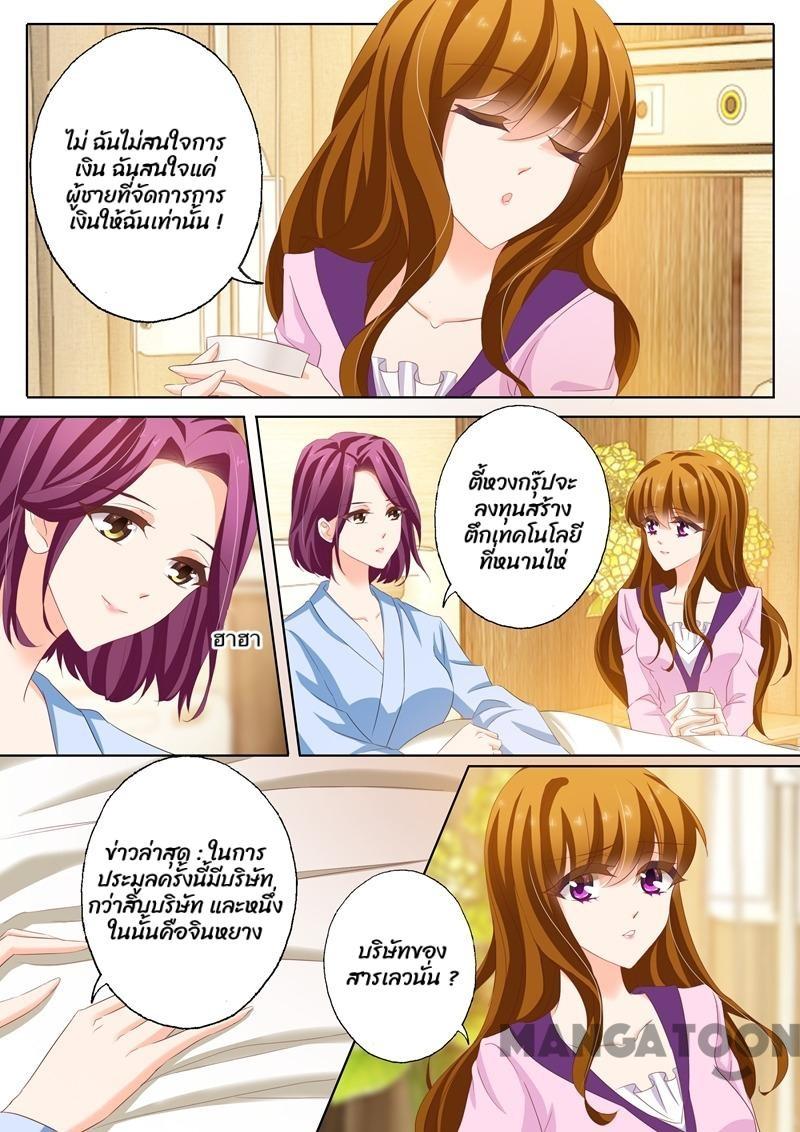 ไม่ ฉันไม่สนใจการ
เงิน ฉันสนใจแค่
ผู้ชายที่จัดการการ
เงินให้ฉันเท่านั้น !
ฮาฮา
ตี้หวงกรุ๊ปจะ
ลงทุนสร้าง
ตึกเทคโนโลยี
ที่หนานไห่
ข่าวล่าสุด : ในการ
ประมูลครั้งนี้มีบริษัท
กว่าสิบบริษัท และหนึ่ง
ในนั้นคือจินหยาง
บริษัทของ
สารเลวนั่น ?
MANGATOON